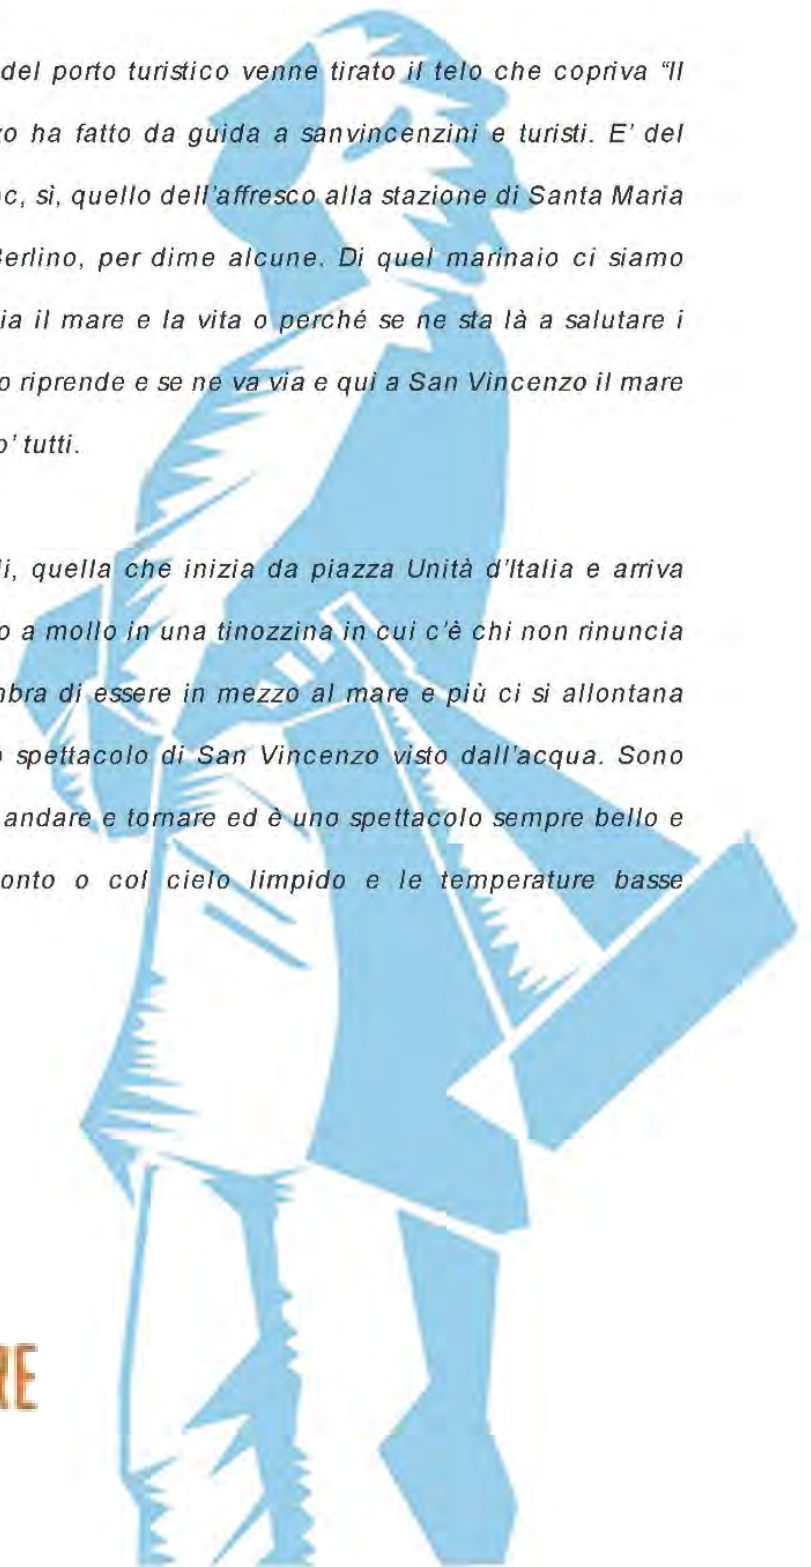 del porto turistico venne tirato il telo che copriva “Il
o ha fatto da guida a sanvincenzini e turisti. E’ del
c, sì, quello dell’affresco alla stazione di Santa Maria
Berlino, per dirne alcune. Di quel marinaio ci siamo
ia il mare e la vita o perché se ne sta là a salutare i
o riprende e se ne va via e qui a San Vincenzo il mare
o’ tutti.
li, quella che inizia da piazza Unità d’Italia e arriva
o a mollo in una tinozzina in cui c’è chi non rinuncia
mbra di essere in mezzo al mare e più ci si allontana
o spettacolo di San Vincenzo visto dall’acqua. Sono
andare e tornare ed è uno spettacolo sempre bello e
onto o col cielo limpido e le temperature basse
RE